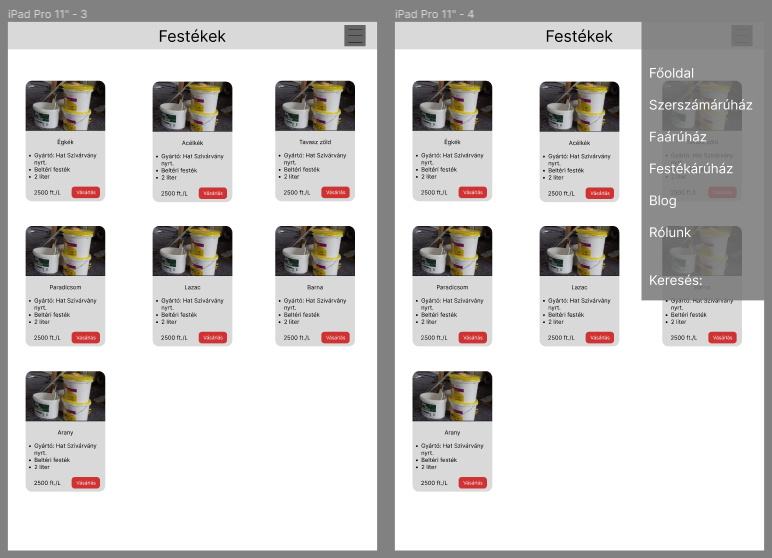 iPad Pro 11" - 3
Festékek
Égkék
Gyártó: Hat Szivárvány
nyrt.
Beltéri festék
2 liter
2500 ft./L
Vásárlás
Acélkék
Gyártó: Hat Szivárvány
nyrt.
Beltéri festék
2 liter
2500 ft./L
Vásárlás
Tavasz zöld
Gyártó: Hat Szivárvány
nyrt.
Beltéri festék
2 liter
2500 ft./L
Vásárlás
Paradicsom
Gyártó: Hat Szivárvány
nyrt.
Beltéri festék
2 liter
2500 ft./L
Vásárlás
Lazac
Gyártó: Hat Szivárvány
nyrt.
Beltéri festék
2 liter
2500 ft./L
Vásárlás
Barna
Gyártó: Hat Szivárvány
nyrt.
Beltéri festék
2 liter
2500 ft./L
Vásárlás
Arany
Gyártó: Hat Szivárvány
nyrt.
Beltéri festék
2 liter
2500 ft./L
Vásárlás
iPad Pro 11" - 4
Festékek
Főoldal
Szerszámárúház
Faárúház
Festékárúház
Blog
Rólunk
Keresés:
Égkék
Gyártó: Hat Szivárvány
nyrt.
Beltéri festék
2 liter
2500 ft./L
Vásárlás
Acélkék
Gyártó: Hat Szivárvány
nyrt.
Beltéri festék
2 liter
2500 ft./L
Vásárlás
Paradicsom
Gyártó: Hat Szivárvány
nyrt.
Beltéri festék
2 liter
2500 ft./L
Vásárlás
Lazac
Gyártó: Hat Szivárvány
nyrt.
Beltéri festék
2 liter
2500 ft./L
Vásárlás
Barna
Gyártó: Hat Szivárvány
nyrt.
Beltéri festék
2 liter
2500 ft./L
Vásárlás
Arany
Gyártó: Hat Szivárvány
nyrt.
Beltéri festék
2 liter
2500 ft./L
Vásárlás